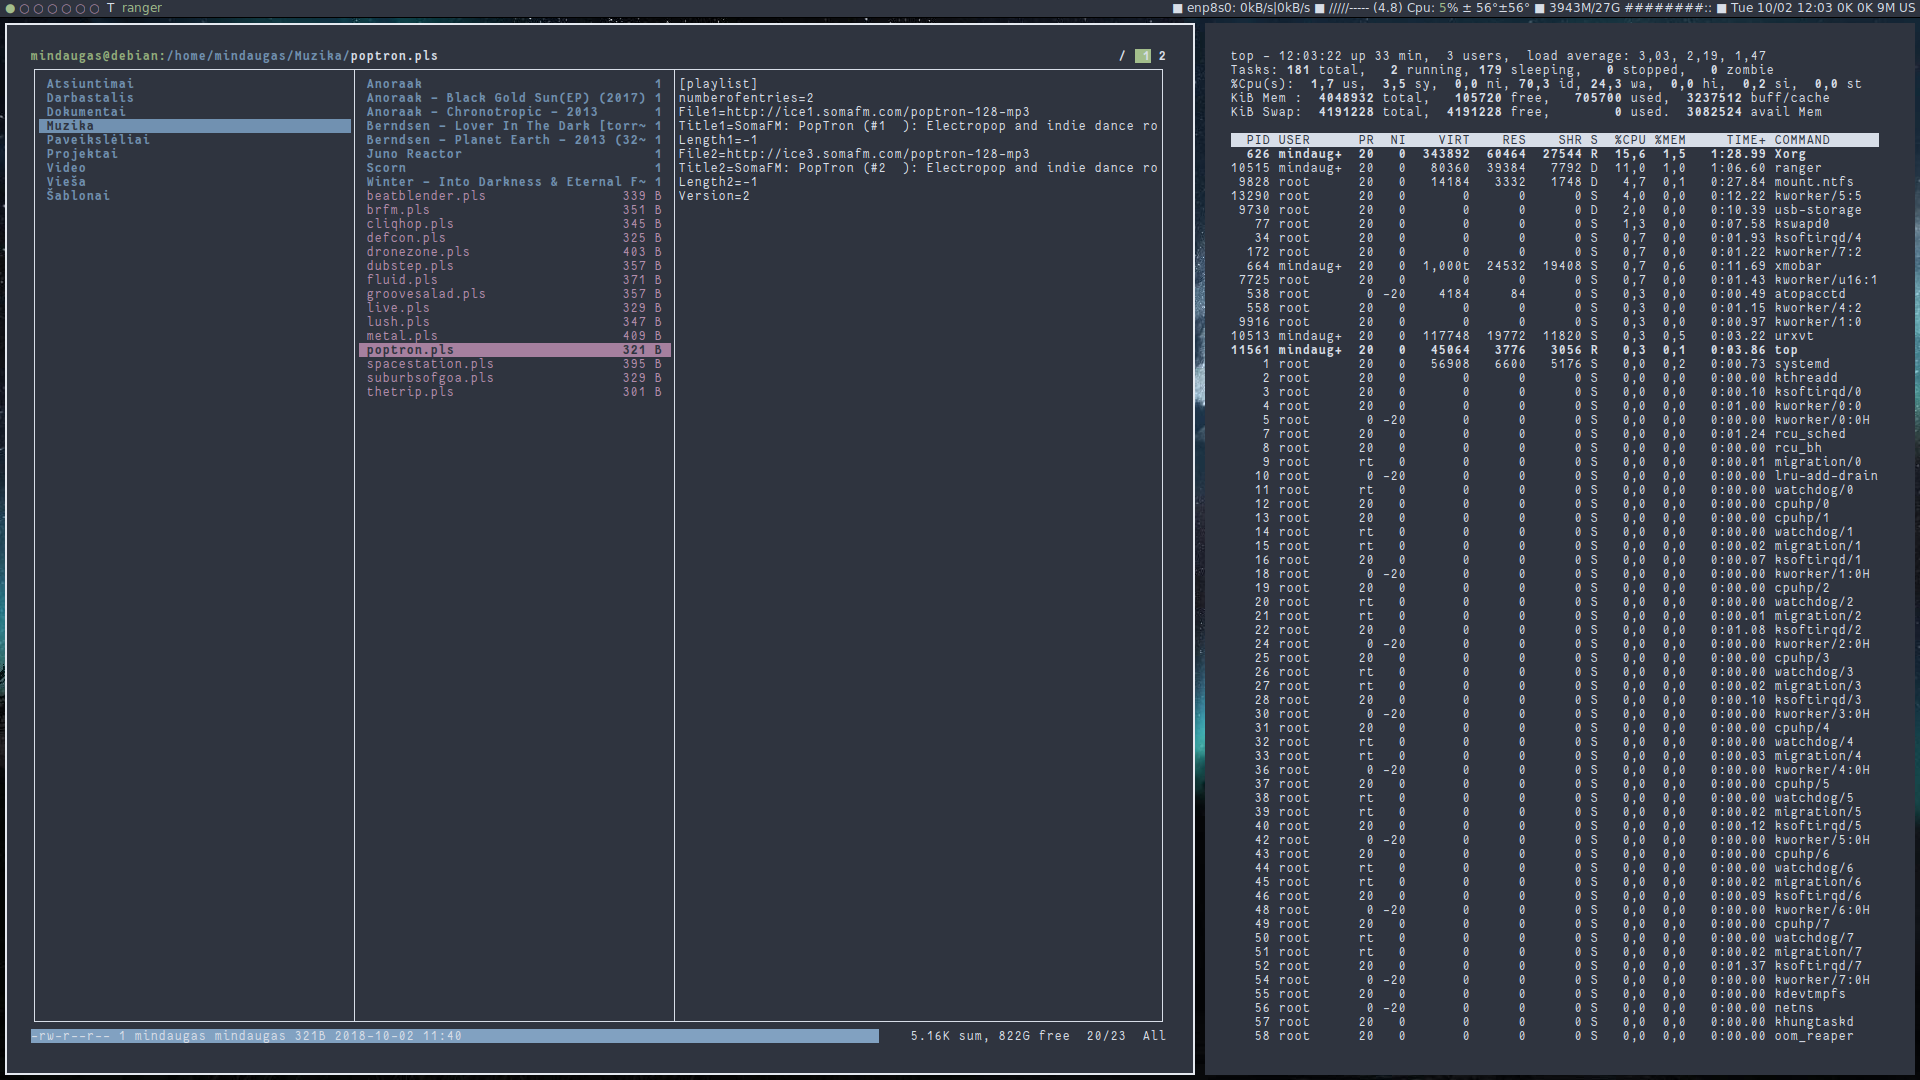 T ranger
■ enp8s0: 0kB/s|0kB/s ■ /////----- (4.8) Cpu: 5% ± 56°±56° ■ 3943M/27G ########:: ■ Tue 10/02 12:03 0K 0K 9M US
mindaugas@debian:/home/mindaugas/Muzika/poptron.pls / 1 2
Atsiuntimai
Darbastalis
Dokumentai
Muzika
Paveikslėliai
Projektai
Video
Vieša
Šablonai
Anoraak 1
Anoraak - Black Gold Sun(EP) (2017) 1
Anoraak - Chronotropic - 2013 1
Berndsen - Lover In The Dark [torr~ 1
Berndsen - Planet Earth - 2013 (32~ 1
Juno Reactor 1
Scorn 1
Winter - Into Darkness & Eternal F~ 1
beatblender.pls 339 B
brfm.pls 351 B
cliqhop.pls 345 B
defcon.pls 325 B
dronezone.pls 403 B
dubstep.pls 357 B
fluid.pls 371 B
groovesalad.pls 357 B
live.pls 329 B
lush.pls 347 B
metal.pls 409 B
poptron.pls 321 B
spacestation.pls 395 B
suburbsofgoa.pls 329 B
thetrip.pls 301 B
[playlist]
numberofentries=2
File1=http://ice1.somafm.com/poptron-128-mp3
Title1=SomaFM: PopTron (#1  ): Electropop and indie dance ro
Length1=-1
File2=http://ice3.somafm.com/poptron-128-mp3
Title2=SomaFM: PopTron (#2  ): Electropop and indie dance ro
Length2=-1
Version=2
-rw-r--r-- 1 mindaugas mindaugas 321B 2018-10-02 11:40 5.16K sum, 822G free 20/23 All
top - 12:03:22 up 33 min, 3 users, load average: 3,03, 2,19, 1,47
Tasks: 181 total, 2 running, 179 sleeping, 0 stopped, 0 zombie
%Cpu(s): 1,7 us, 3,5 sy, 0,0 ni, 70,3 id, 24,3 wa, 0,0 hi, 0,2 si, 0,0 st
KiB Mem : 4048932 total, 105720 free, 705700 used, 3237512 buff/cache
KiB Swap: 4191228 total, 4191228 free, 0 used. 3082524 avail Mem
PID USER PR NI VIRT RES SHR S %CPU %MEM TIME+ COMMAND
626 mindaug+ 20 0 343892 60464 27544 R 15,6 1,5 1:28.99 Xorg
10515 mindaug+ 20 0 80360 39384 7792 D 11,0 1,0 1:06.60 ranger
9828 root 20 0 14184 3332 1748 D 4,7 0,1 0:27.84 mount.ntfs
13290 root 20 0 0 0 0 S 4,0 0,0 0:12.22 kworker/5:5
9730 root 20 0 0 0 0 D 2,0 0,0 0:10.39 usb-storage
77 root 20 0 0 0 0 S 1,3 0,0 0:07.58 kswapd0
34 root 20 0 0 0 0 S 0,7 0,0 0:01.93 ksoftirqd/4
172 root 20 0 0 0 0 S 0,7 0,0 0:01.22 kworker/7:2
664 mindaug+ 20 0 1,000t 24532 19408 S 0,7 0,6 0:11.69 xmobar
7725 root 20 0 0 0 0 S 0,7 0,0 0:01.43 kworker/u16:1
538 root 0 -20 4184 84 0 S 0,3 0,0 0:00.49 atopacctd
558 root 20 0 0 0 0 S 0,3 0,0 0:01.15 kworker/4:2
9916 root 20 0 0 0 0 S 0,3 0,0 0:00.97 kworker/1:0
10513 mindaug+ 20 0 117748 19772 11820 S 0,3 0,5 0:03.22 urxvt
11561 mindaug+ 20 0 45064 3776 3056 R 0,3 0,1 0:03.86 top
1 root 20 0 56908 6600 5176 S 0,0 0,2 0:00.73 systemd
2 root 20 0 0 0 0 S 0,0 0,0 0:00.00 kthreadd
3 root 20 0 0 0 0 S 0,0 0,0 0:00.10 ksoftirqd/0
4 root 20 0 0 0 0 S 0,0 0,0 0:01.00 kworker/0:0
5 root 0 -20 0 0 0 S 0,0 0,0 0:00.00 kworker/0:0H
7 root 20 0 0 0 0 S 0,0 0,0 0:01.24 rcu_sched
8 root 20 0 0 0 0 S 0,0 0,0 0:00.00 rcu_bh
9 root rt 0 0 0 0 S 0,0 0,0 0:00.01 migration/0
10 root 0 -20 0 0 0 S 0,0 0,0 0:00.00 lru-add-drain
11 root rt 0 0 0 0 S 0,0 0,0 0:00.00 watchdog/0
12 root 20 0 0 0 0 S 0,0 0,0 0:00.00 cpuhp/0
13 root 20 0 0 0 0 S 0,0 0,0 0:00.00 cpuhp/1
14 root rt 0 0 0 0 S 0,0 0,0 0:00.00 watchdog/1
15 root rt 0 0 0 0 S 0,0 0,0 0:00.02 migration/1
16 root 20 0 0 0 0 S 0,0 0,0 0:00.07 ksoftirqd/1
18 root 0 -20 0 0 0 S 0,0 0,0 0:00.00 kworker/1:0H
19 root 20 0 0 0 0 S 0,0 0,0 0:00.00 cpuhp/2
20 root rt 0 0 0 0 S 0,0 0,0 0:00.00 watchdog/2
21 root rt 0 0 0 0 S 0,0 0,0 0:00.01 migration/2
22 root 20 0 0 0 0 S 0,0 0,0 0:01.08 ksoftirqd/2
24 root 0 -20 0 0 0 S 0,0 0,0 0:00.00 kworker/2:0H
25 root 20 0 0 0 0 S 0,0 0,0 0:00.00 cpuhp/3
26 root rt 0 0 0 0 S 0,0 0,0 0:00.00 watchdog/3
27 root rt 0 0 0 0 S 0,0 0,0 0:00.02 migration/3
28 root 20 0 0 0 0 S 0,0 0,0 0:00.10 ksoftirqd/3
30 root 0 -20 0 0 0 S 0,0 0,0 0:00.00 kworker/3:0H
31 root 20 0 0 0 0 S 0,0 0,0 0:00.00 cpuhp/4
32 root rt 0 0 0 0 S 0,0 0,0 0:00.00 watchdog/4
33 root rt 0 0 0 0 S 0,0 0,0 0:00.03 migration/4
36 root 0 -20 0 0 0 S 0,0 0,0 0:00.00 kworker/4:0H
37 root 20 0 0 0 0 S 0,0 0,0 0:00.00 cpuhp/5
38 root rt 0 0 0 0 S 0,0 0,0 0:00.00 watchdog/5
39 root rt 0 0 0 0 S 0,0 0,0 0:00.02 migration/5
40 root 20 0 0 0 0 S 0,0 0,0 0:00.12 ksoftirqd/5
42 root 0 -20 0 0 0 S 0,0 0,0 0:00.00 kworker/5:0H
43 root 20 0 0 0 0 S 0,0 0,0 0:00.00 cpuhp/6
44 root rt 0 0 0 0 S 0,0 0,0 0:00.00 watchdog/6
45 root rt 0 0 0 0 S 0,0 0,0 0:00.02 migration/6
46 root 20 0 0 0 0 S 0,0 0,0 0:00.09 ksoftirqd/6
48 root 0 -20 0 0 0 S 0,0 0,0 0:00.00 kworker/6:0H
49 root 20 0 0 0 0 S 0,0 0,0 0:00.00 cpuhp/7
50 root rt 0 0 0 0 S 0,0 0,0 0:00.00 watchdog/7
51 root rt 0 0 0 0 S 0,0 0,0 0:00.02 migration/7
52 root 20 0 0 0 0 S 0,0 0,0 0:01.37 ksoftirqd/7
54 root 0 -20 0 0 0 S 0,0 0,0 0:00.00 kworker/7:0H
55 root 20 0 0 0 0 S 0,0 0,0 0:00.00 kdevtmpfs
56 root 0 -20 0 0 0 S 0,0 0,0 0:00.00 netns
57 root 20 0 0 0 0 S 0,0 0,0 0:00.00 khungtaskd
58 root 20 0 0 0 0 S 0,0 0,0 0:00.00 oom_reaper